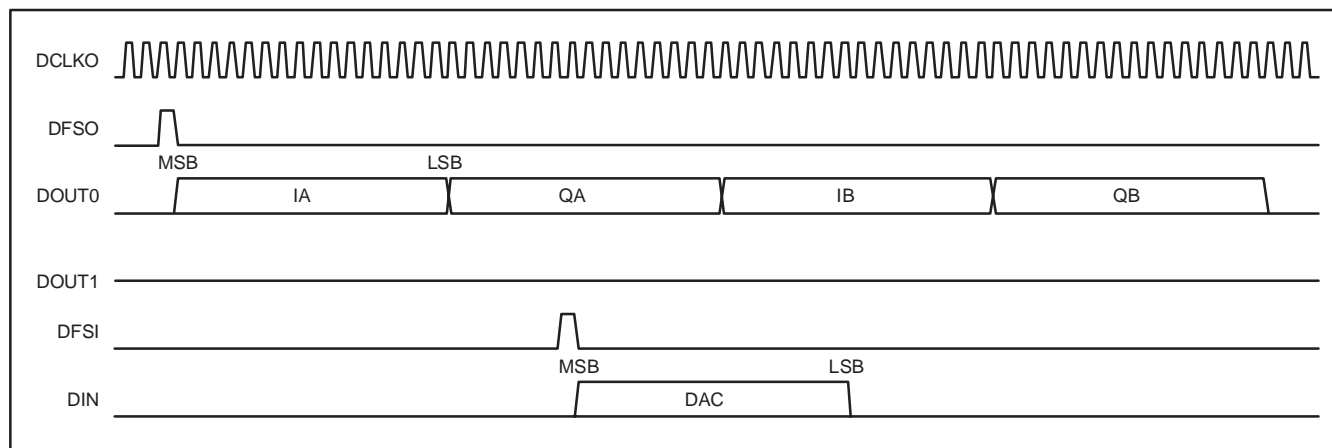 DCLKO
DFSO
MSB LSB
DOUT0 IA QA IB QB
DOUT1
DFSI
MSB LSB
DIN DAC